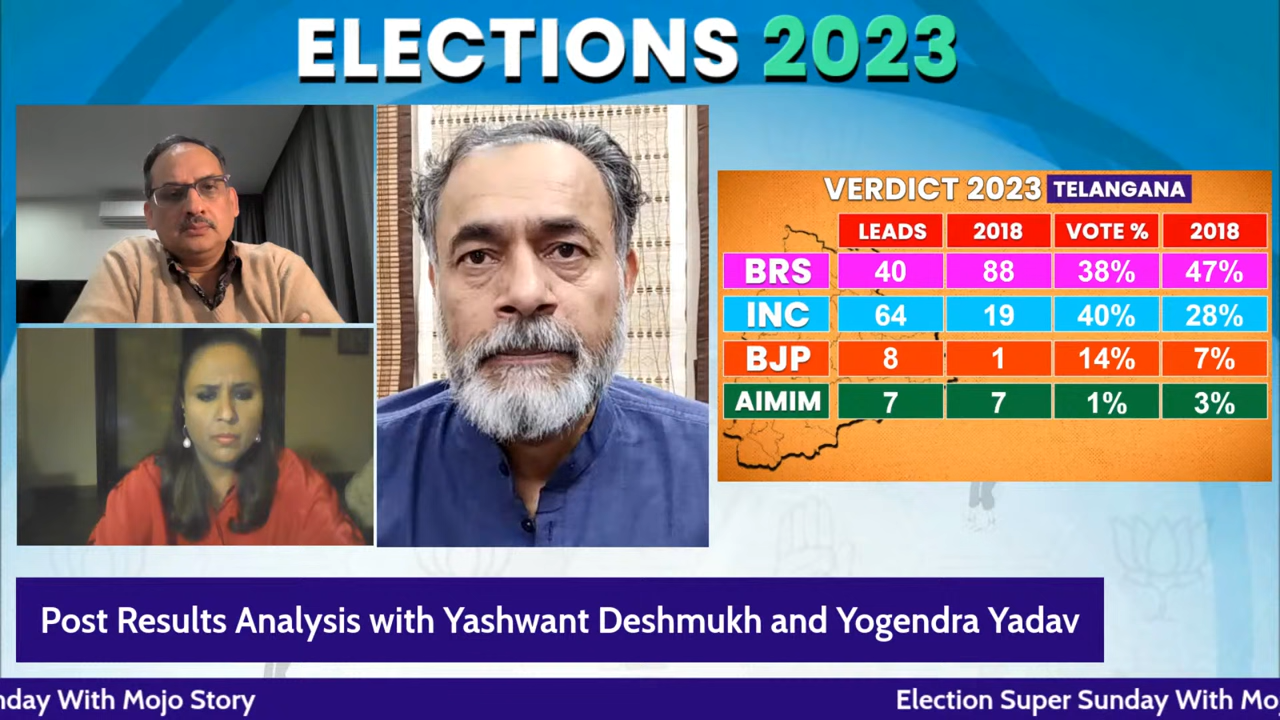 ELECTIONS 2023
VERDICT 2023 TELANGANA
LEADS 2018 VOTE % 2018
BRS 40 88 38% 47%
INC 64 19 40% 28%
BJP 8 1 14% 7%
AIMIM 7 7 1% 3%
Post Results Analysis with Yashwant Deshmukh and Yogendra Yadav
nday With Mojo Story Election Super Sunday With Moj